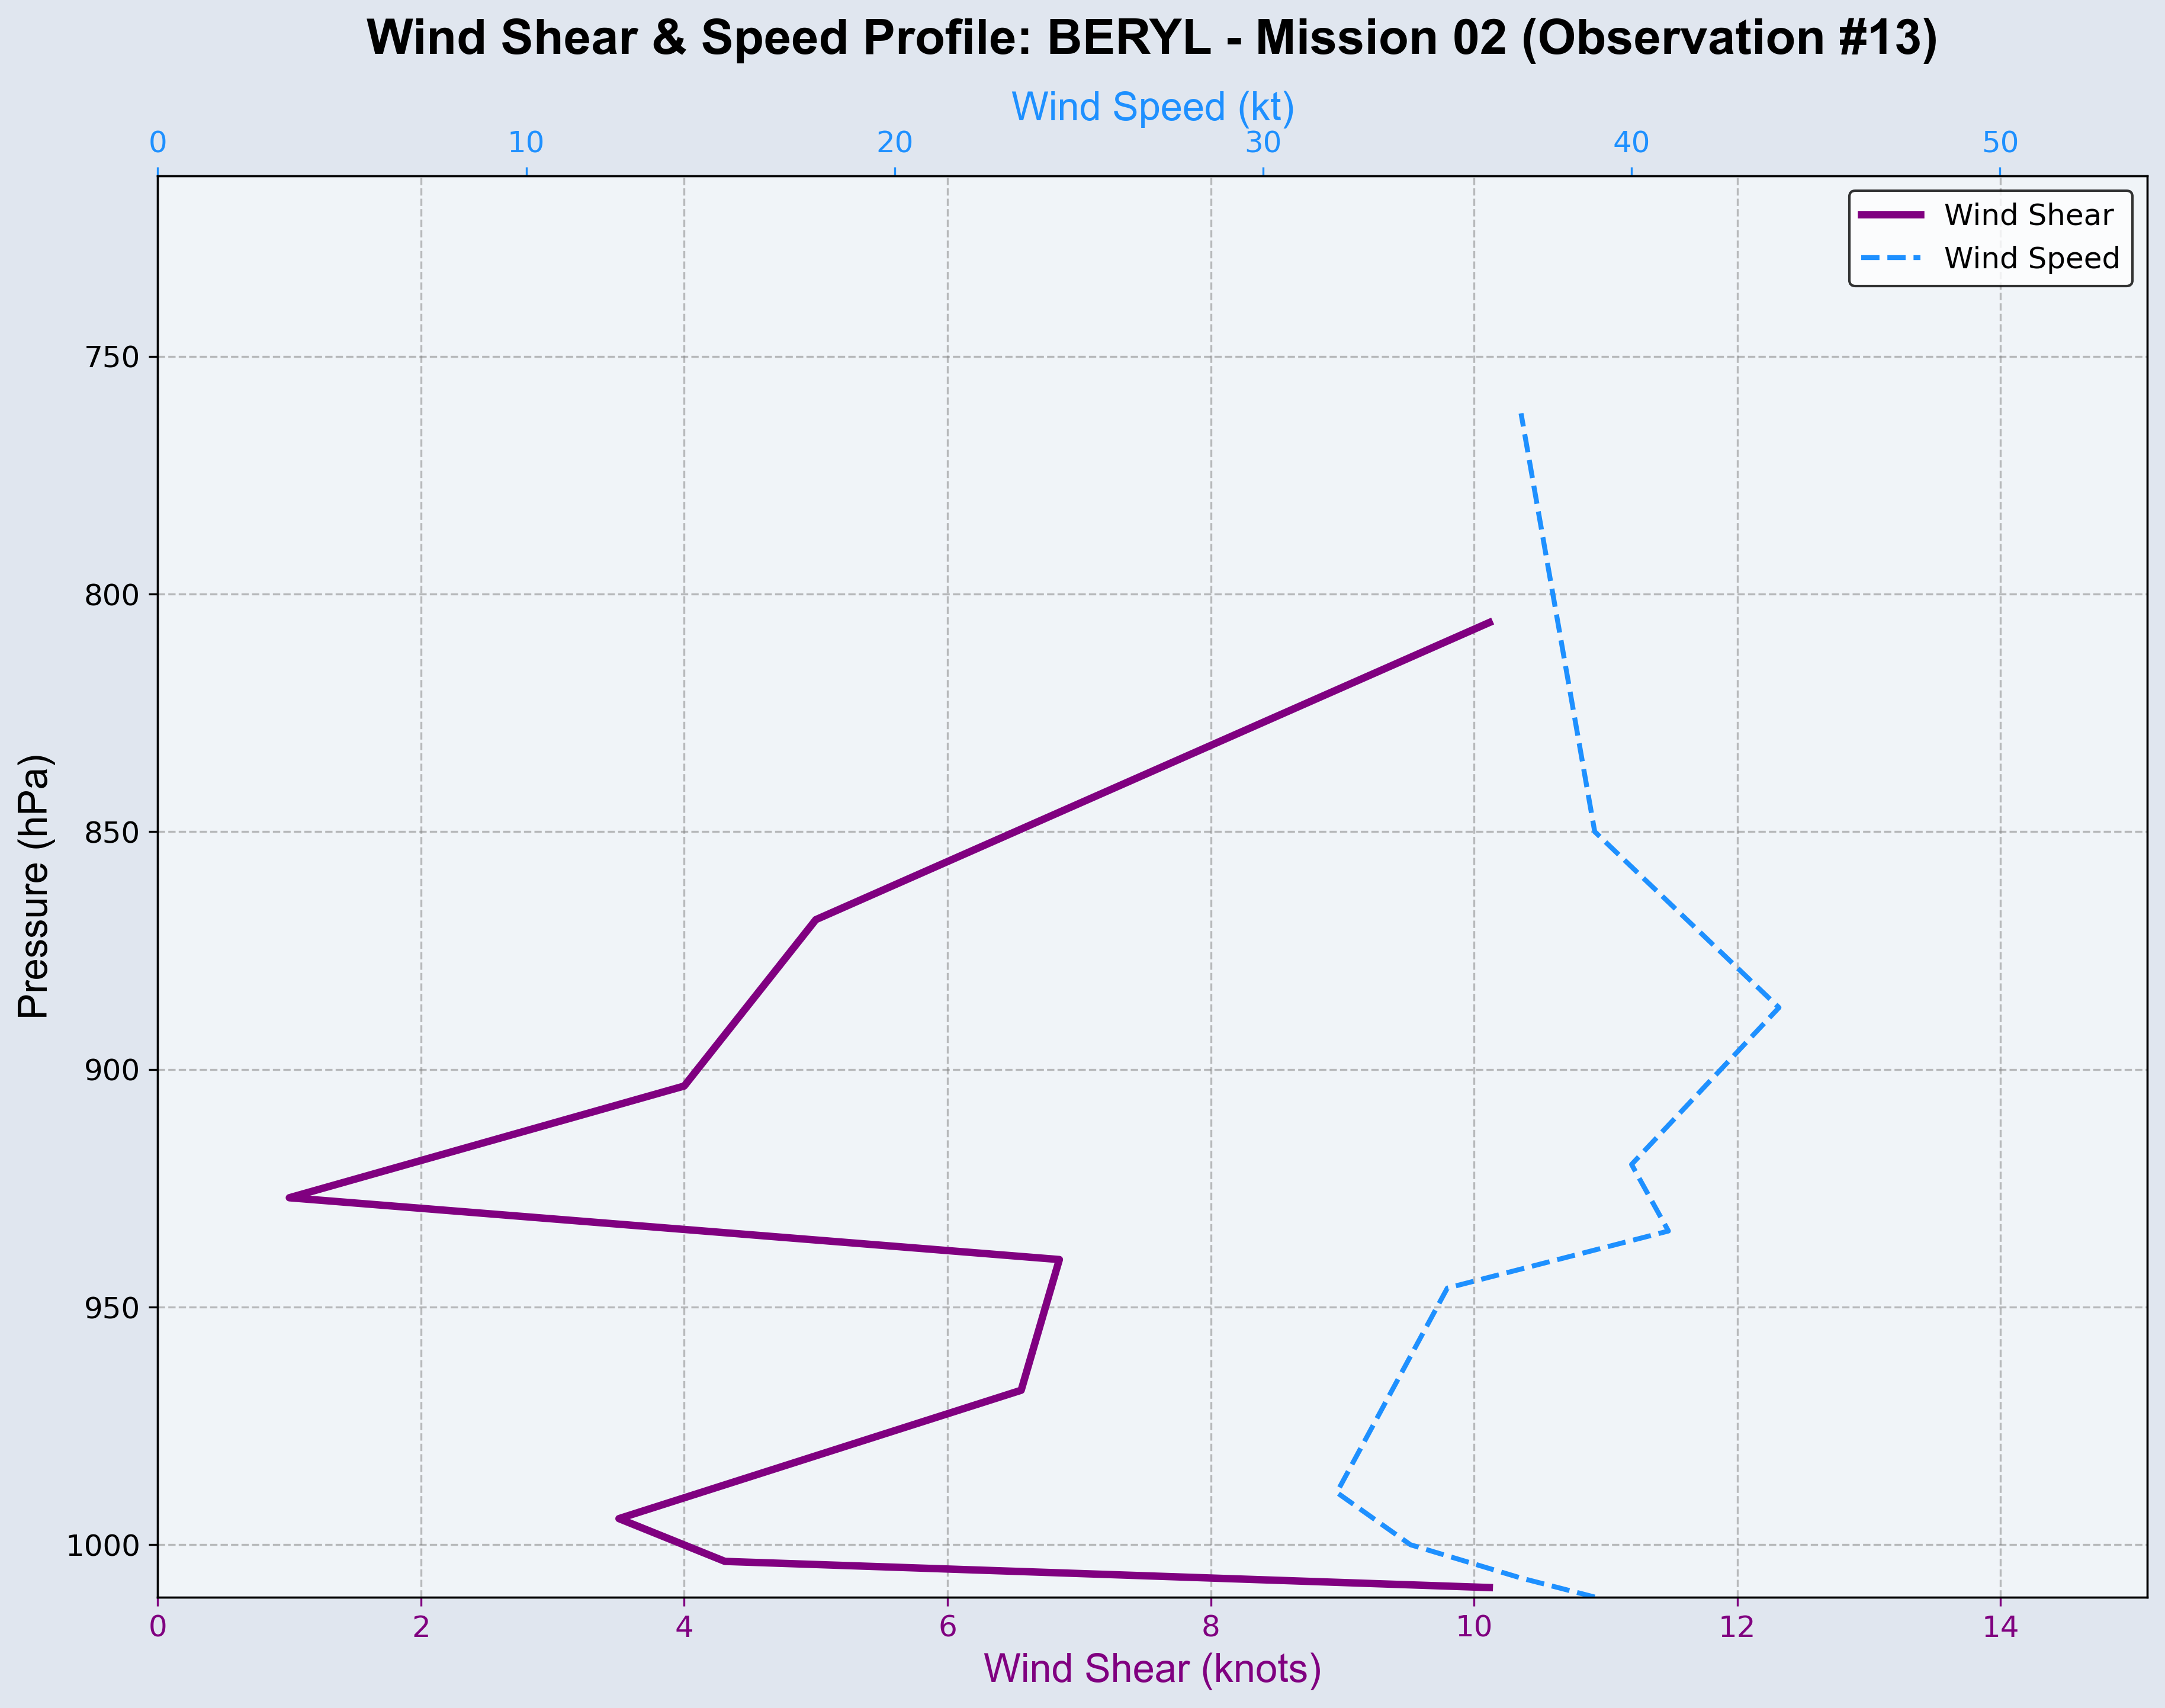 Wind Shear & Speed Profile: BERYL - Mission 02 (Observation #13)
Wind Speed (kt)
0 10 20 30 40 50
Wind Shear
Wind Speed
750
800
850
900
950
1000
Pressure (hPa)
0 2 4 6 8 10 12 14
Wind Shear (knots)